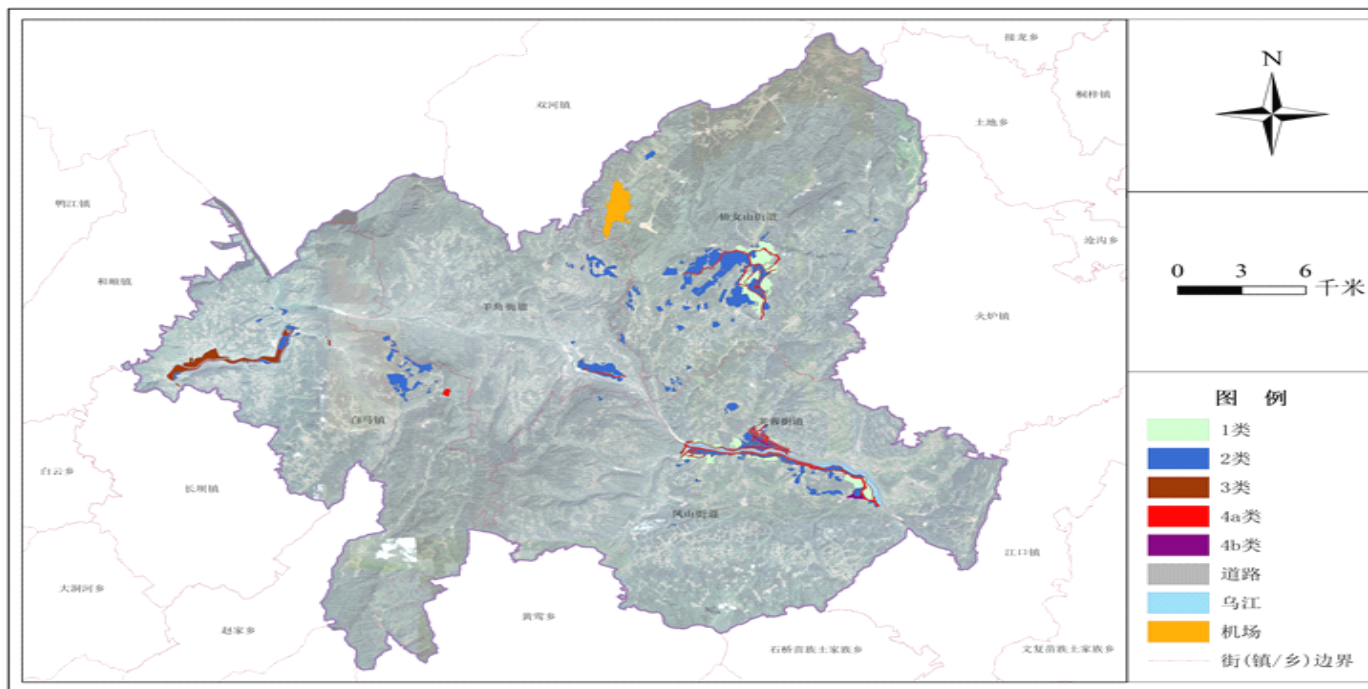 接龙乡
桐梓镇
双河镇
土地乡
N
鸭江镇
仙女山街道
沧沟乡
和顺镇
羊角街道
火炉镇
0 3 6 千米
白马镇
芙蓉街道
白云乡
长坝镇
凤山街道
江口镇
大洞河乡
赵家乡
黄莺乡
石桥苗族土家族乡
文复苗族土家族乡
图 例
1类
2类
3类
4a类
4b类
道路
乌江
机场
街(镇/乡)边界